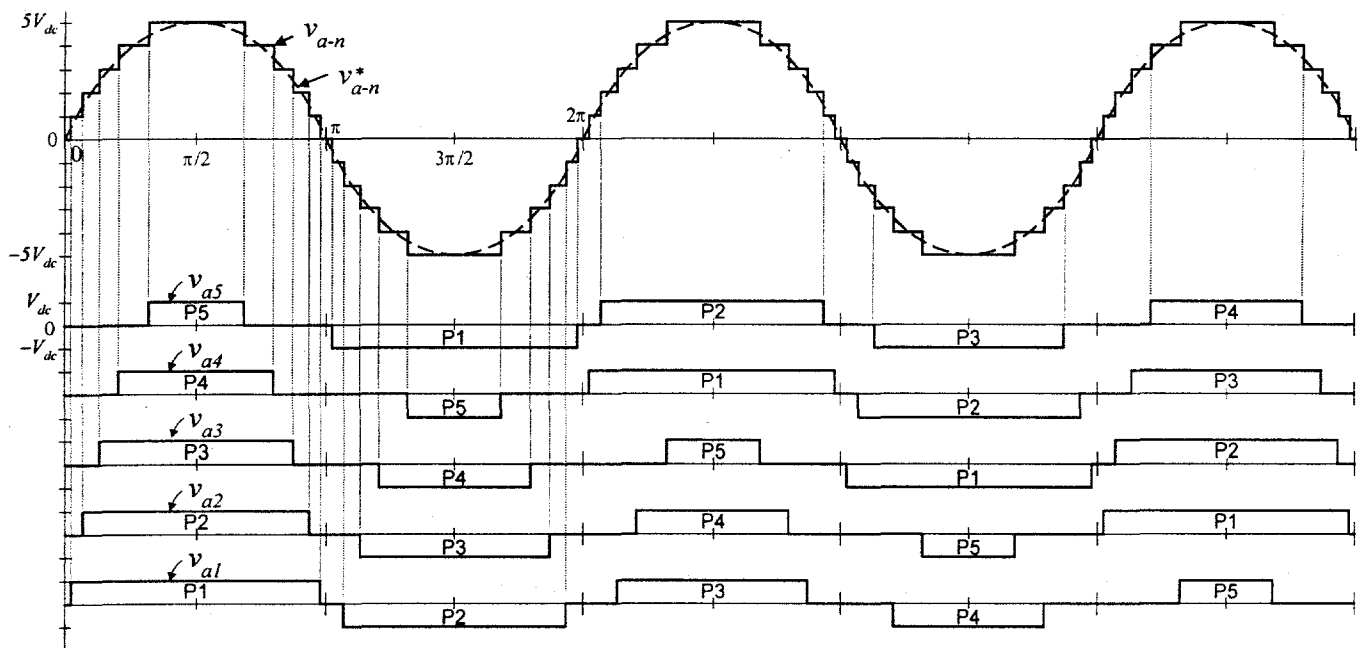 5V_dc
v_a-n
v*_a-n
0
0
π/2
π
3π/2
2π
-5V_dc
v_a5
V_dc
0
-V_dc
P5
P1
P2
P3
P4
v_a4
P4
P5
P1
P2
P3
v_a3
P3
P4
P5
P1
P2
v_a2
P2
P3
P4
P5
P1
v_a1
P1
P2
P3
P4
P5